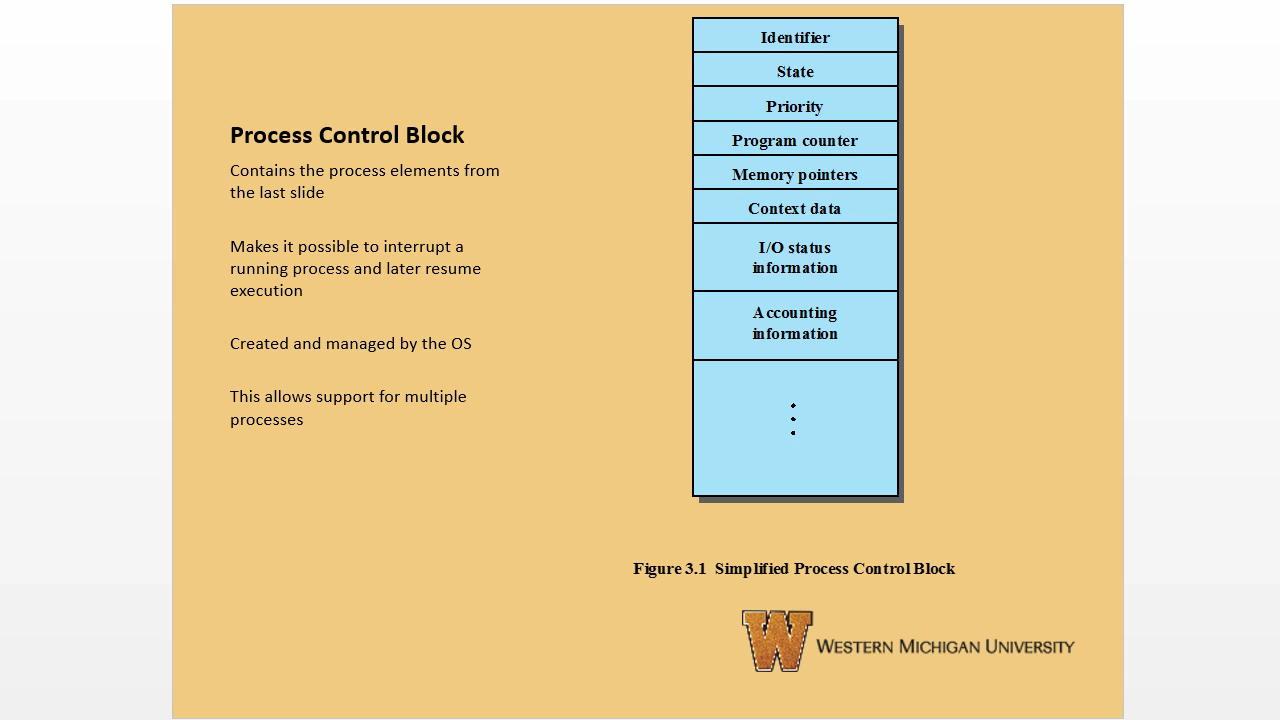 Process Control Block
Contains the process elements from
the last slide
Makes it possible to interrupt a
running process and later resume
execution
Created and managed by the OS
This allows support for multiple
processes
Identifier
State
Priority
Program counter
Memory pointers
Context data
I/O status
information
Accounting
information
Figure 3.1 Simplified Process Control Block
W WESTERN MICHIGAN UNIVERSITY